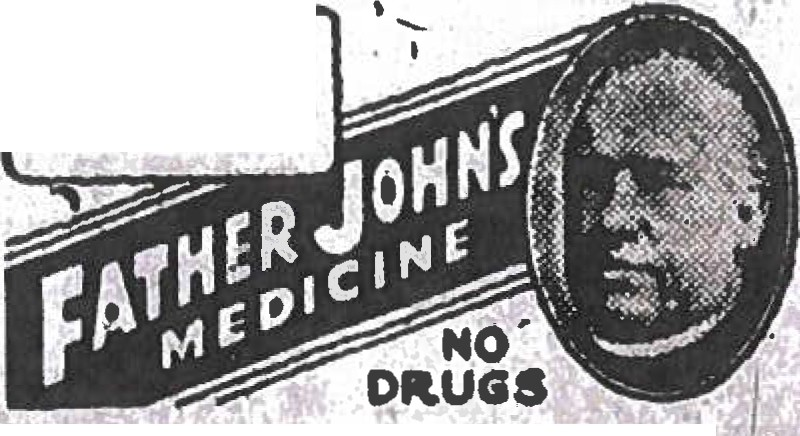 FATHER JOHN'S
MEDICINE
NO
DRUGS